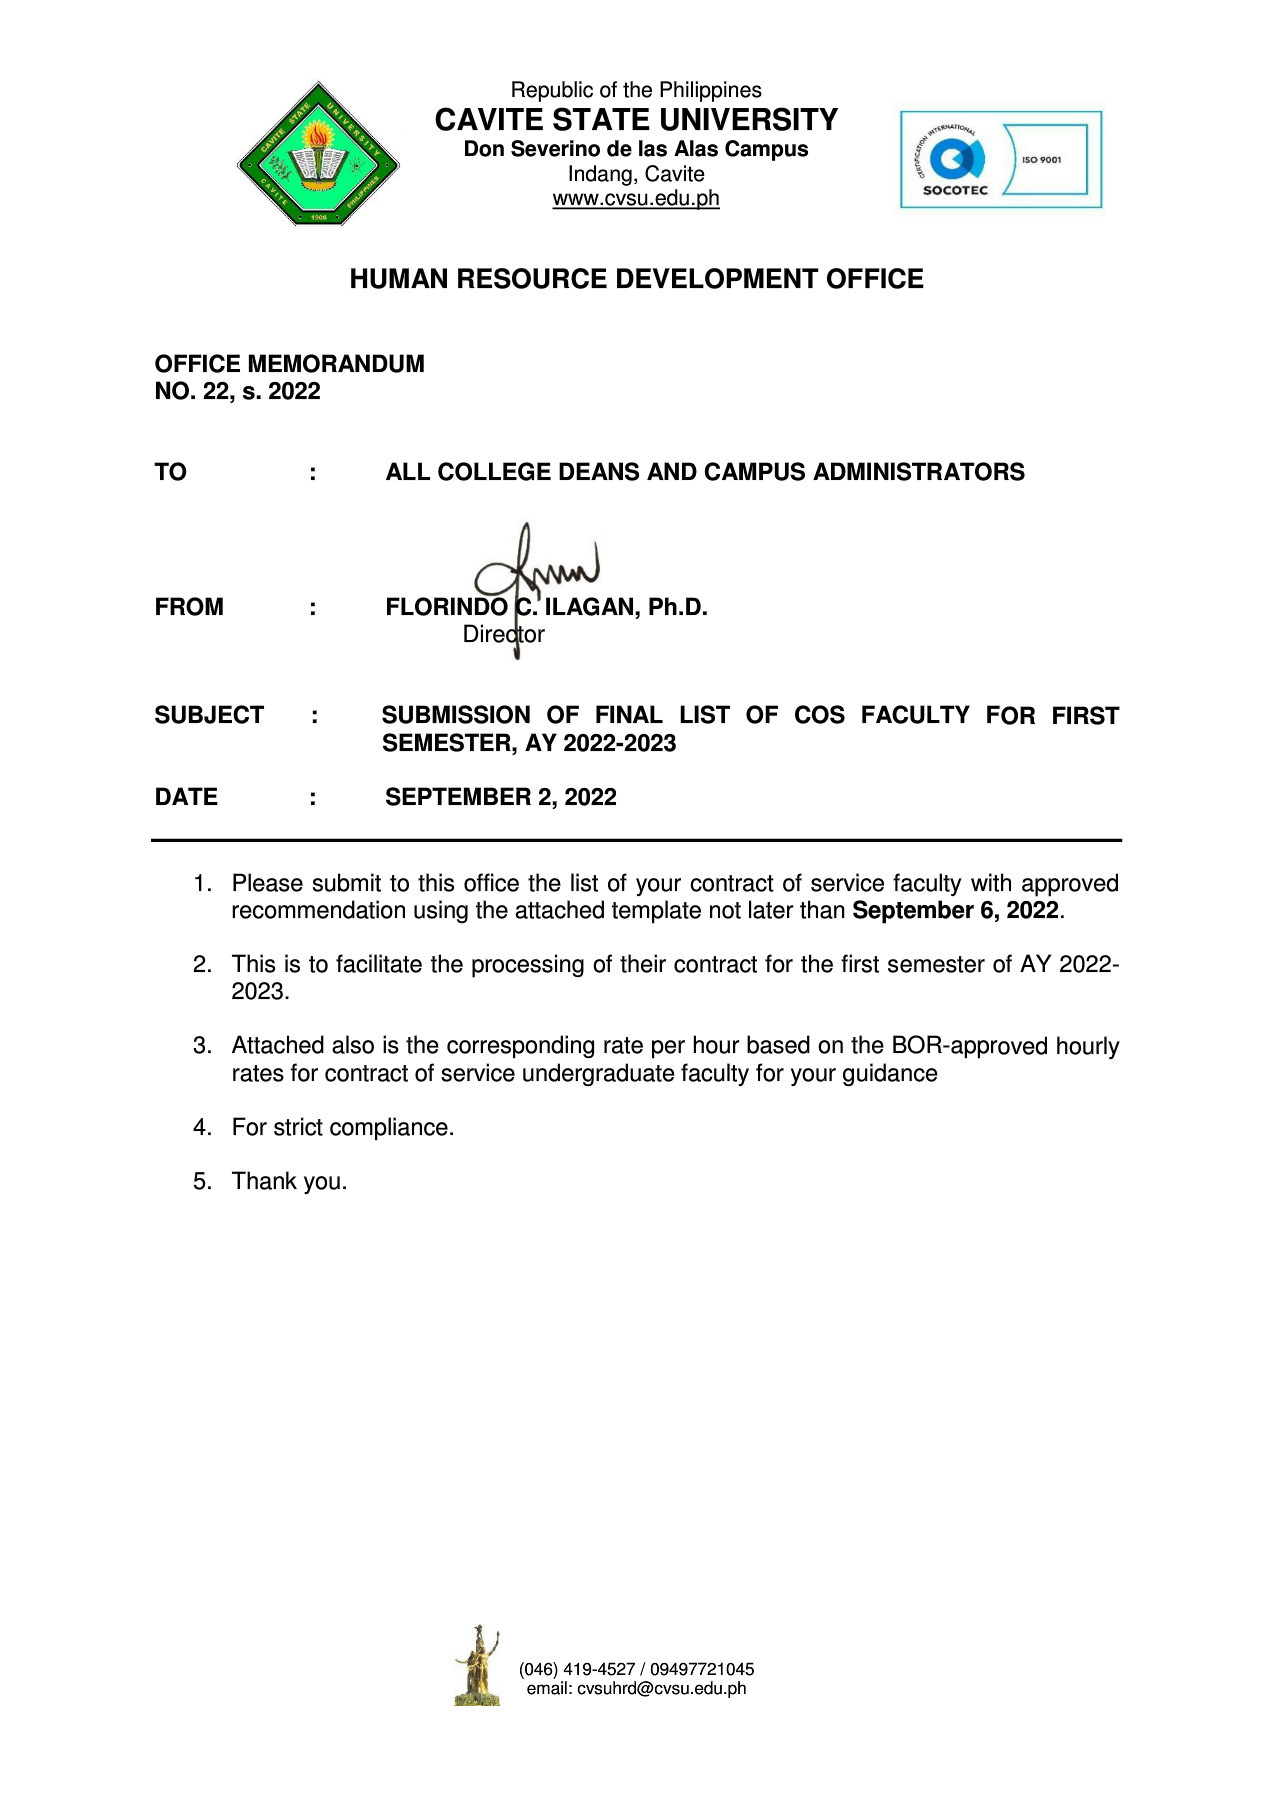 Republic of the Philippines
CAVITE STATE UNIVERSITY
Don Severino de las Alas Campus
Indang, Cavite
www.cvsu.edu.ph
CAVITE STATE UNIVERSITY
CAVITE PHILIPPINES
1906
CERTIFICATION INTERNATIONAL
SOCOTEC
ISO 9001
HUMAN RESOURCE DEVELOPMENT OFFICE
OFFICE MEMORANDUM
NO. 22, s. 2022
TO : ALL COLLEGE DEANS AND CAMPUS ADMINISTRATORS
FROM : FLORINDO C. ILAGAN, Ph.D.
Director
SUBJECT : SUBMISSION OF FINAL LIST OF COS FACULTY FOR FIRST
SEMESTER, AY 2022-2023
DATE : SEPTEMBER 2, 2022
1. Please submit to this office the list of your contract of service faculty with approved
recommendation using the attached template not later than September 6, 2022.
2. This is to facilitate the processing of their contract for the first semester of AY 2022-
2023.
3. Attached also is the corresponding rate per hour based on the BOR-approved hourly
rates for contract of service undergraduate faculty for your guidance
4. For strict compliance.
5. Thank you.
(046) 419-4527 / 09497721045
email: cvsuhrd@cvsu.edu.ph